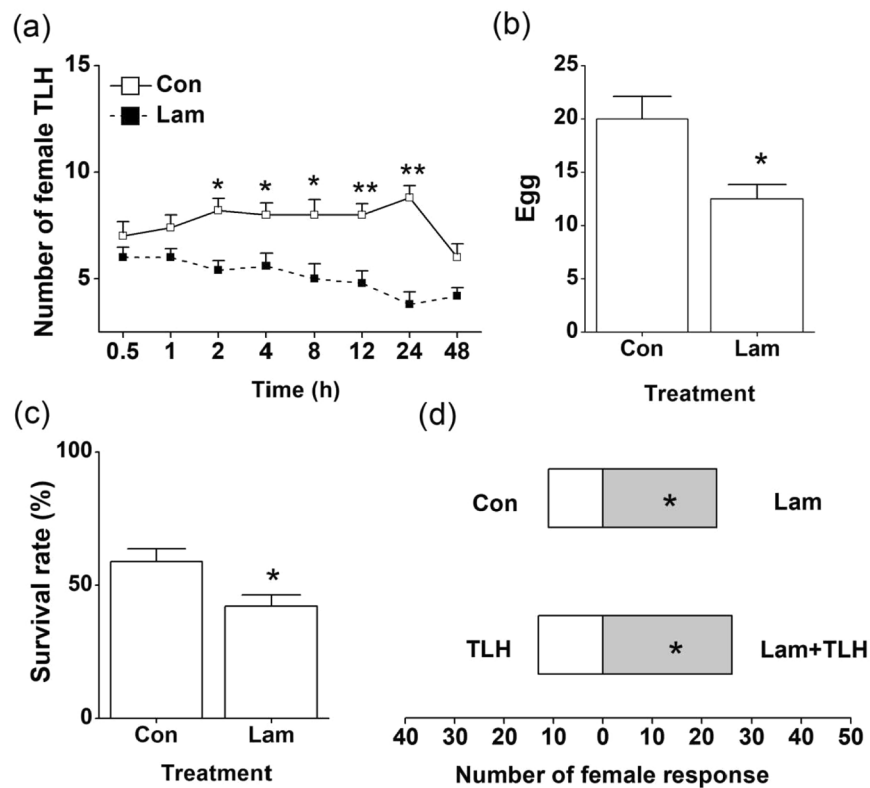 (a)
Number of female TLH
15
10
5
Con
Lam
* * * ** **
0.5 1 2 4 8 12 24 48
Time (h)
(b)
Egg
25
20
15
10
5
0
*
Con Lam
Treatment
(c)
Survival rate (%)
100
50
0
*
Con Lam
Treatment
(d)
Con * Lam
TLH * Lam+TLH
40 30 20 10 0 10 20 30 40 50
Number of female response